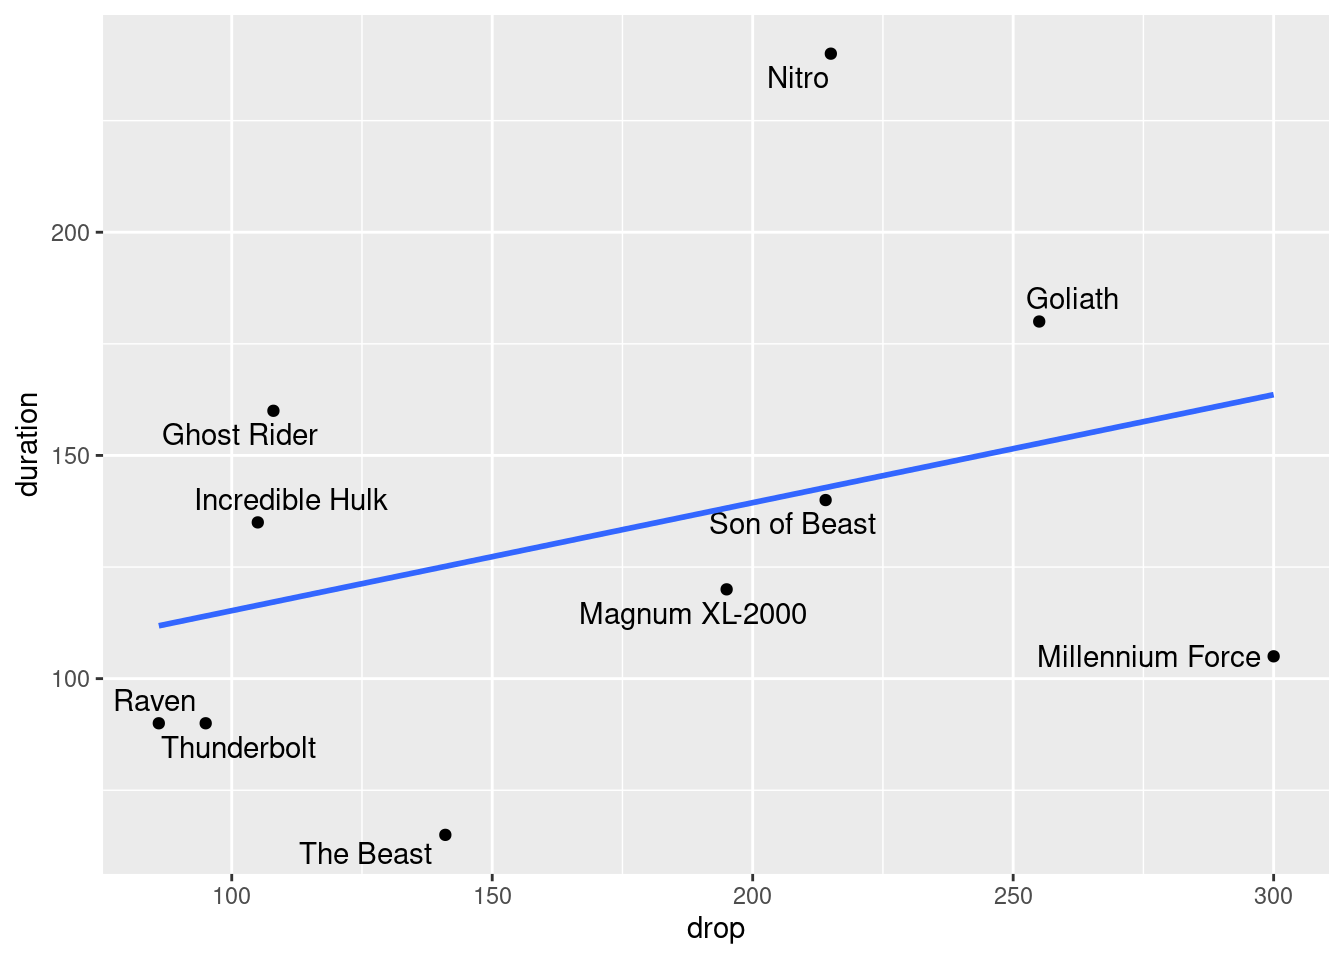 Nitro
200
Goliath
Ghost Rider
150
Incredible Hulk
Son of Beast
Magnum XL-2000
Millennium Force
100
Raven
Thunderbolt
The Beast
100 150 200 250 300
drop
duration